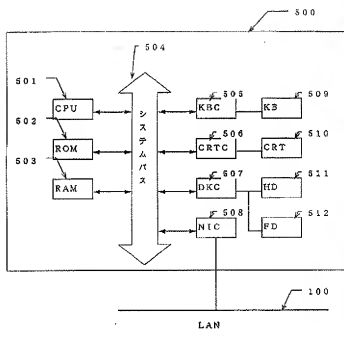 500
504
501
CPU
502
ROM
503
RAM
システムバス
505
KBC
509
KB
506
CRTC
510
CRT
507
DKC
511
HD
508
NIC
512
FD
100
LAN